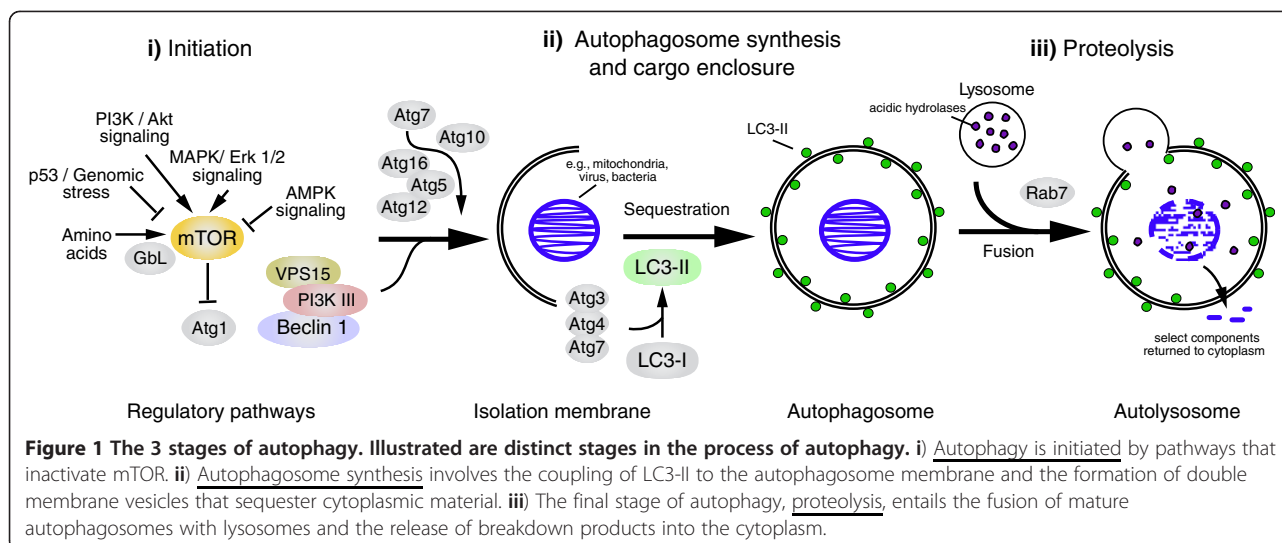 i) Initiation
ii) Autophagosome synthesis
and cargo enclosure
iii) Proteolysis
PI3K / Akt
signaling
MAPK/ Erk 1/2
signaling
p53 / Genomic
stress
AMPK
signaling
Amino
acids
mTOR
GbL
Atg1
VPS15
PI3K III
Beclin 1
Atg7
Atg10
Atg16
Atg5
Atg12
e.g., mitochondria,
virus, bacteria
Sequestration
LC3-II
Atg3
Atg4
Atg7
LC3-I
LC3-II
Lysosome
acidic hydrolases
Rab7
Fusion
select components
returned to cytoplasm
Regulatory pathways
Isolation membrane
Autophagosome
Autolysosome
Figure 1 The 3 stages of autophagy. Illustrated are distinct stages in the process of autophagy. i) Autophagy is initiated by pathways that
inactivate mTOR. ii) Autophagosome synthesis involves the coupling of LC3-II to the autophagosome membrane and the formation of double
membrane vesicles that sequester cytoplasmic material. iii) The final stage of autophagy, proteolysis, entails the fusion of mature
autophagosomes with lysosomes and the release of breakdown products into the cytoplasm.